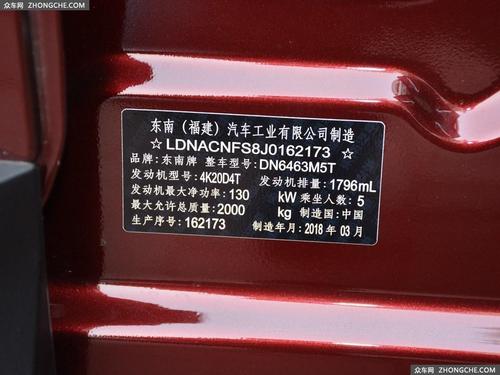 众车网 ZHONGCHE.COM
东南（福建）汽车工业有限公司制造
☆ LDNACNFS8J0162173 ☆
品牌：东南牌 整车型号：DN6463M5T
发动机型号：4K20D4T 发动机排量：1796mL
发动机最大净功率：130 kW 乘坐人数：5
最大允许总质量：2000 kg 制造国：中国
生产序号：162173 制造年月：2018 年 03 月
众车网 ZHONGCHE.COM